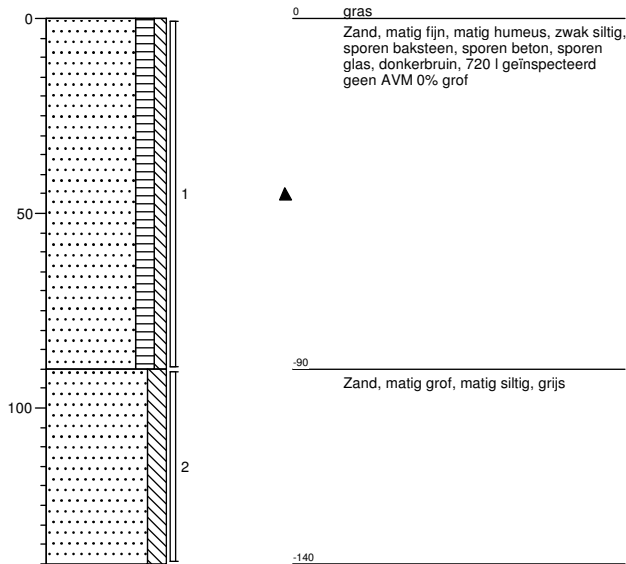 0
50
100
1
2
0
gras
Zand, matig fijn, matig humeus, zwak siltig,
sporen baksteen, sporen beton, sporen
glas, donkerbruin, 720 l geïnspecteerd
geen AVM 0% grof
-90
Zand, matig grof, matig siltig, grijs
-140